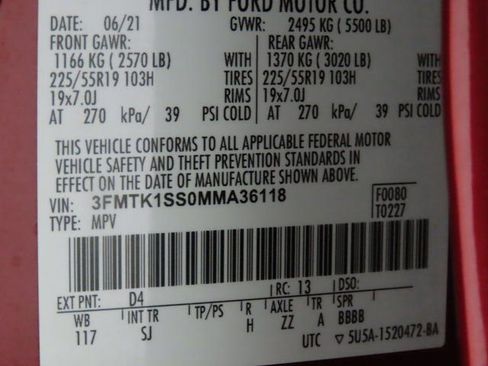 MFD. BY FORD MOTOR CO.
DATE: 06/21 GVWR: 2495 KG ( 5500 LB)
FRONT GAWR: REAR GAWR:
1166 KG ( 2570 LB) WITH 1370 KG ( 3020 LB) WITH
225/55R19 103H TIRES 225/55R19 103H TIRES
19x7.0J RIMS 19x7.0J RIMS
AT 270 kPa/ 39 PSI COLD AT 270 kPa/ 39 PSI COLD
THIS VEHICLE CONFORMS TO ALL APPLICABLE FEDERAL MOTOR
VEHICLE SAFETY AND THEFT PREVENTION STANDARDS IN
EFFECT ON THE DATE OF MANUFACTURE SHOWN ABOVE.
VIN: 3FMTK1SS0MMA36118 F0080
TYPE: MPV T0227
EXT PNT: D4 RC: 13 DSO:
WB INT TR TP/PS R AXLE TR SPR
117 SJ H ZZ A BBBB
UTC ▽ 5U5A-1520472-BA